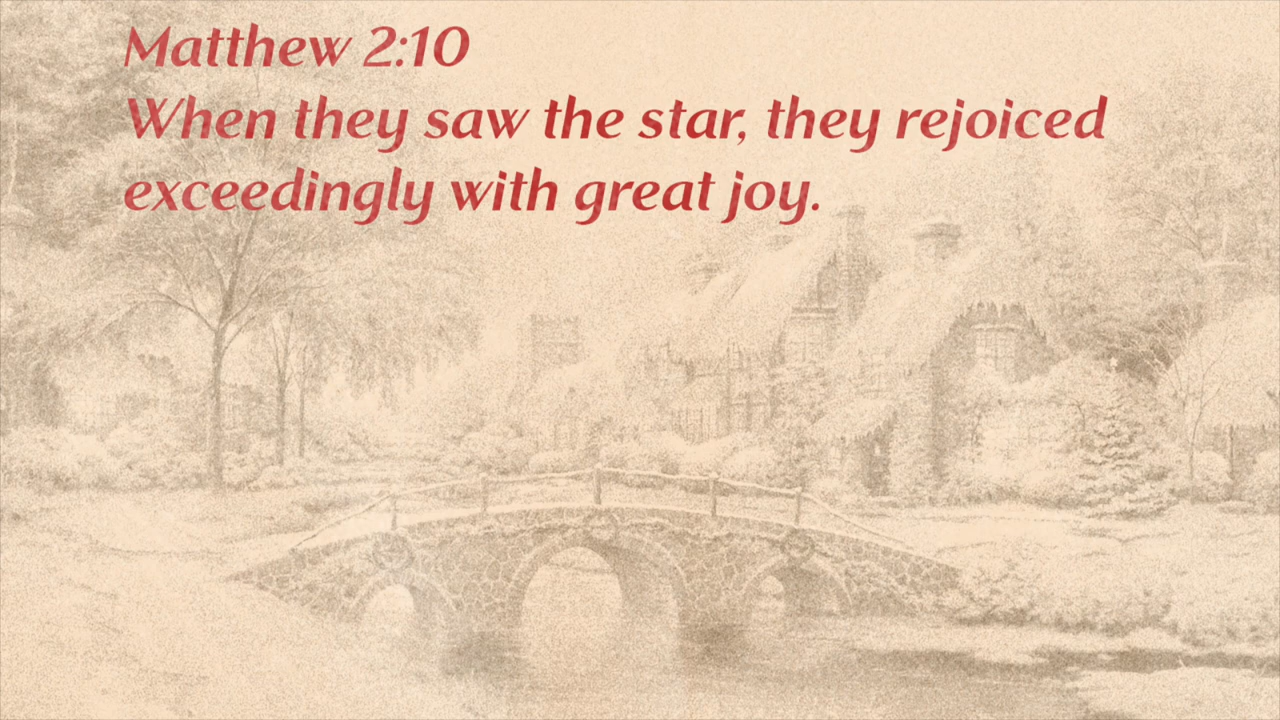 Matthew 2:10
When they saw the star, they rejoiced
exceedingly with great joy.